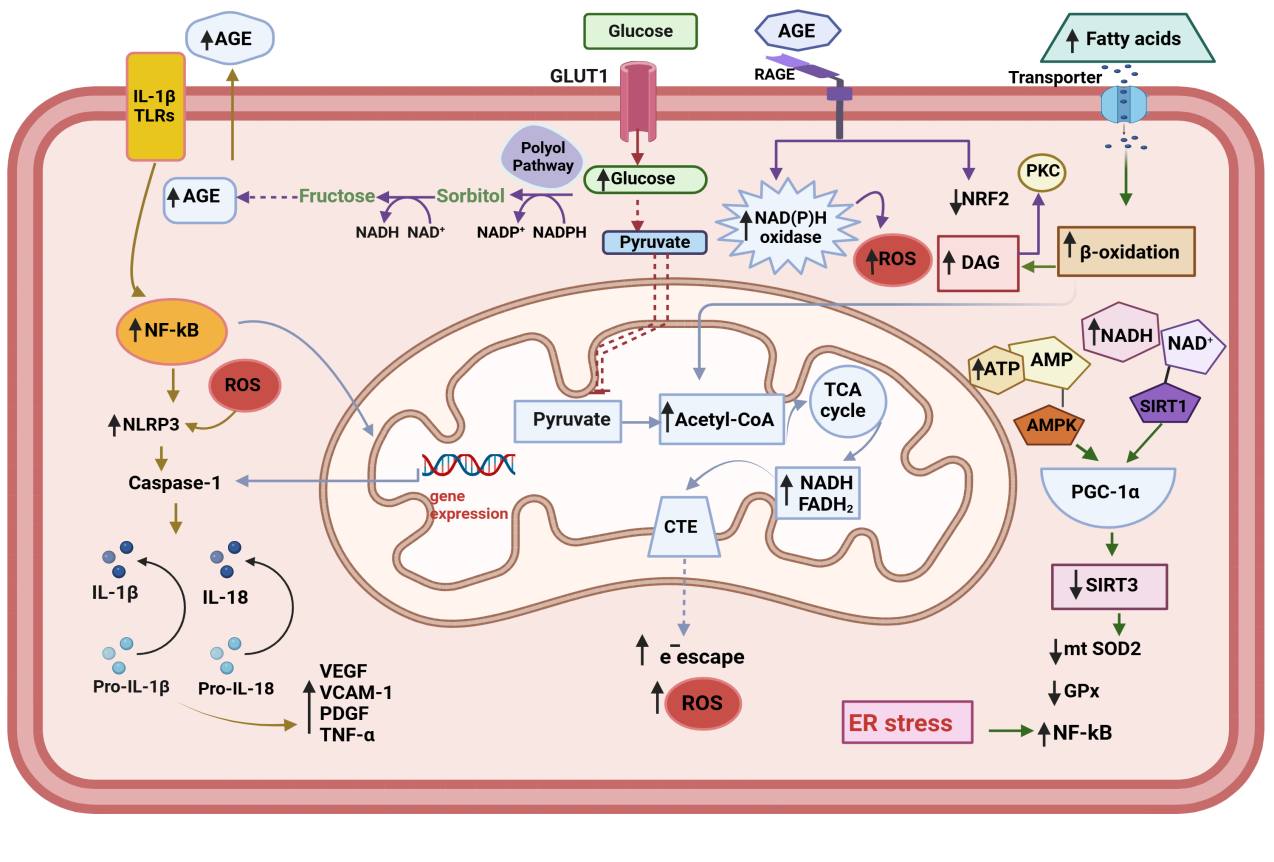 AGE
Glucose
AGE
Fatty acids
GLUT1
RAGE
Transporter
IL-1β
TLRs
Polyol
Pathway
PKC
AGE
Fructose
Sorbitol
Glucose
NADH NAD⁺
NADP⁺ NADPH
Pyruvate
NAD(P)H
oxidase
NRF2
ROS
DAG
β-oxidation
NF-kB
ROS
NLRP3
Caspase-1
Pyruvate
Acetyl-CoA
TCA
cycle
NADH
FADH₂
CTE
gene
expression
NADH
NAD⁺
ATP
AMP
SIRT1
AMPK
PGC-1α
SIRT3
mt SOD2
GPx
NF-kB
ER stress
IL-1β
IL-18
Pro-IL-1β
Pro-IL-18
VEGF
VCAM-1
PDGF
TNF-α
e⁻escape
ROS